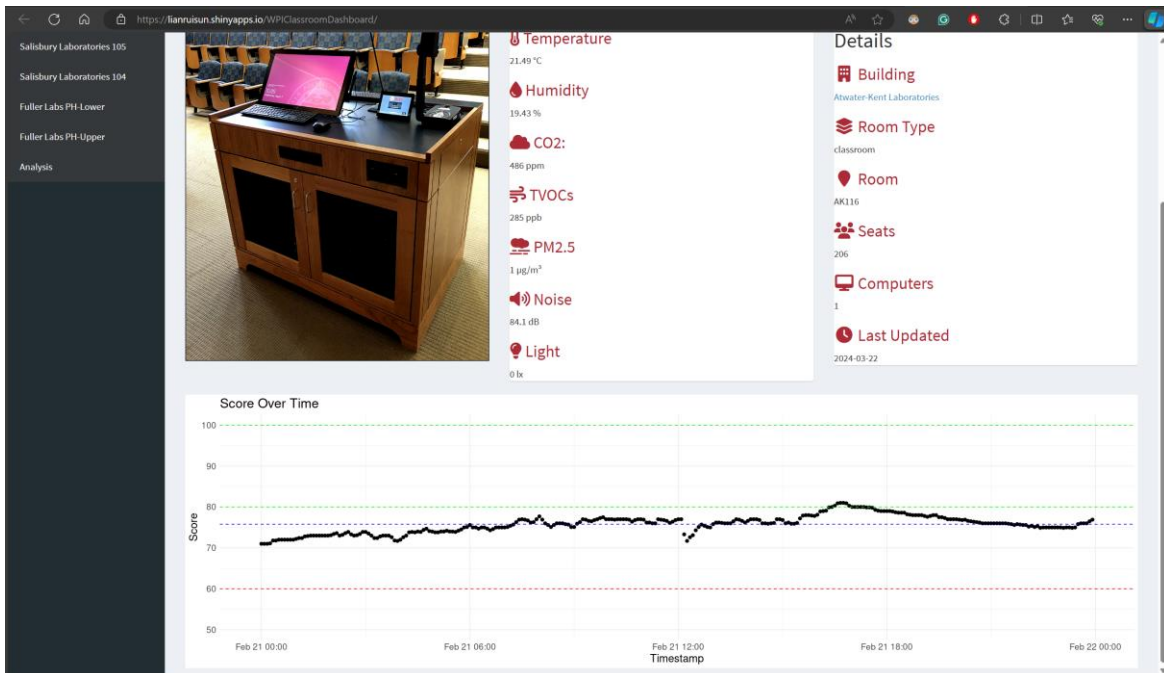 https://lianruisun.shinyapps.io/WPIClassroomDashboard/
Salisbury Laboratories 105
Salisbury Laboratories 104
Fuller Labs PH-Lower
Fuller Labs PH-Upper
Analysis
Temperature
21.49 °C
Humidity
19.43 %
CO2:
486 ppm
TVOCs
285 ppb
PM2.5
1 µg/m³
Noise
84.1 dB
Light
0 lx
Details
Building
Atwater-Kent Laboratories
Room Type
classroom
Room
AK116
Seats
206
Computers
1
Last Updated
2024-03-22
Score Over Time
100
90
80
70
60
50
Score
Feb 21 00:00
Feb 21 06:00
Feb 21 12:00
Feb 21 18:00
Feb 22 00:00
Timestamp